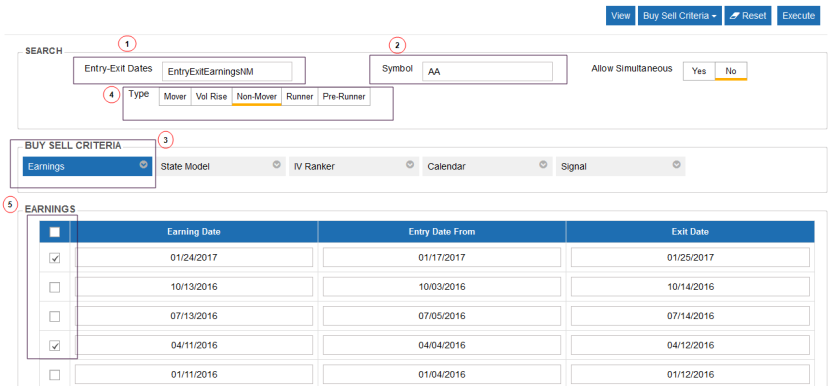 View Buy Sell Criteria Reset Execute
1 2
SEARCH
Entry-Exit Dates EntryExitEarningsNM Symbol AA Allow Simultaneous Yes No
4 Type Mover Vol Rise Non-Mover Runner Pre-Runner
3
BUY SELL CRITERIA
Earnings State Model IV Ranker Calendar Signal
5 EARNINGS
Earning Date Entry Date From Exit Date
01/24/2017 01/17/2017 01/25/2017
10/13/2016 10/03/2016 10/14/2016
07/13/2016 07/05/2016 07/14/2016
04/11/2016 04/04/2016 04/12/2016
01/11/2016 01/04/2016 01/12/2016